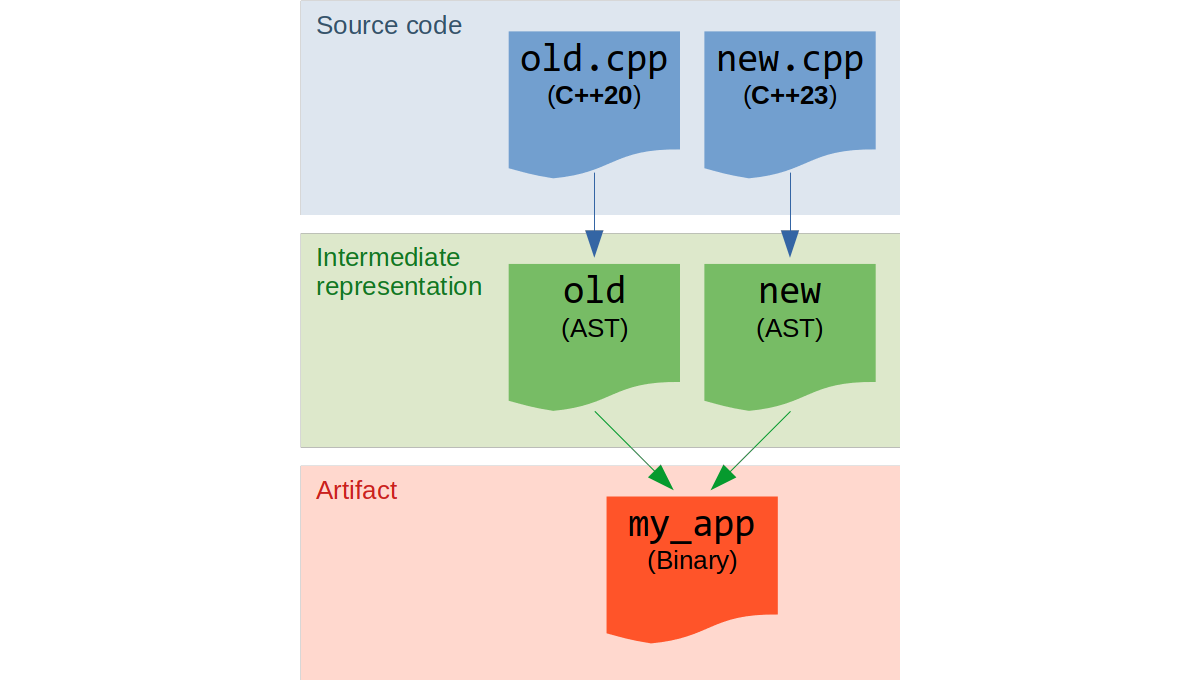 Source code
old.cpp
(C++20)
new.cpp
(C++23)
Intermediate
representation
old
(AST)
new
(AST)
Artifact
my_app
(Binary)